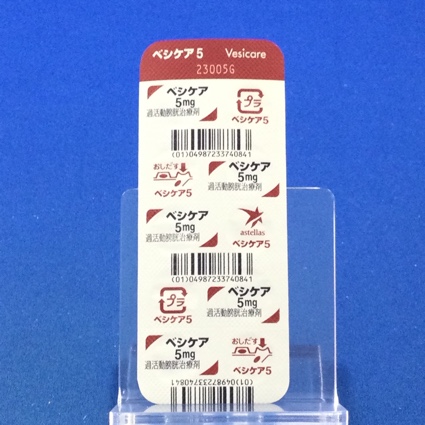 ベシケア5 Vesicare
23005G
ベシケア
5mg
過活動膀胱治療剤
プラ
ベシケア5
(01)04987233740841
おしだす
ベシケア5
ベシケア
5mg
過活動膀胱治療剤
ベシケア
5mg
過活動膀胱治療剤
astellas
ベシケア5
(01)04987233740841
プラ
ベシケア5
ベシケア
5mg
過活動膀胱治療剤
ベシケア
5mg
過活動膀胱治療剤
おしだす
ベシケア5
(01)04987233740841